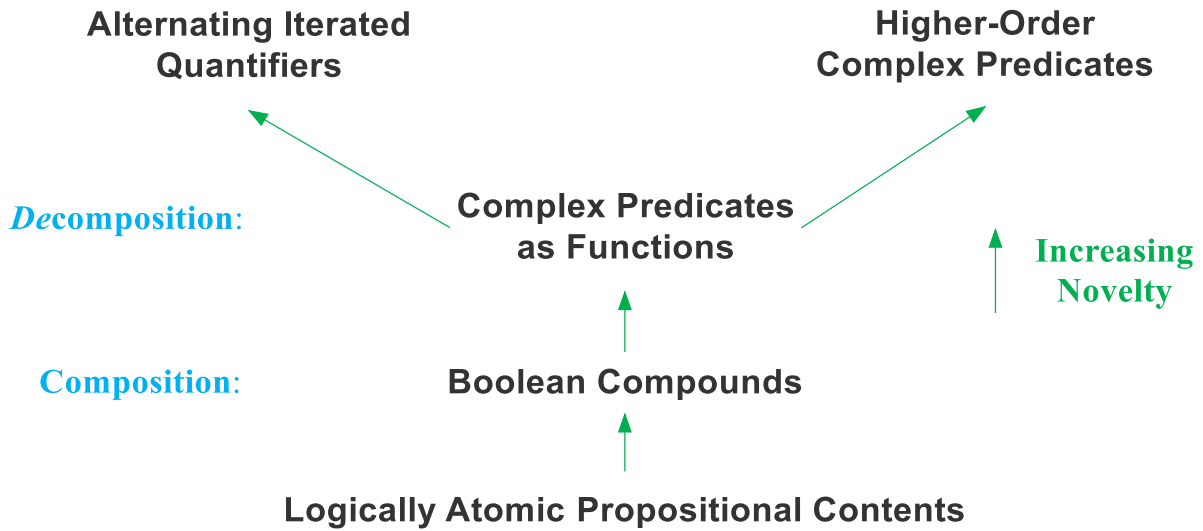 Alternating Iterated
Quantifiers
Higher-Order
Complex Predicates
Decomposition:
Complex Predicates
as Functions
Increasing
Novelty
Composition:
Boolean Compounds
Logically Atomic Propositional Contents